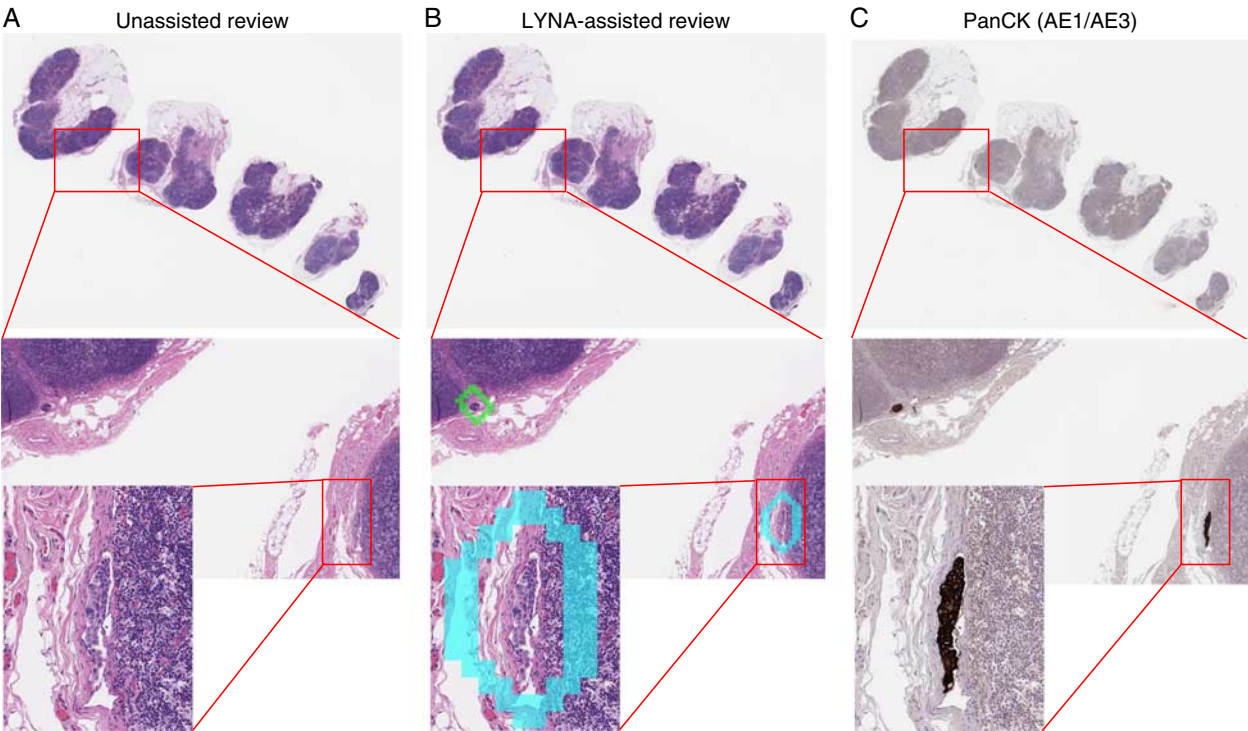 A
Unassisted review
B
LYNA-assisted review
C
PanCK (AE1/AE3)